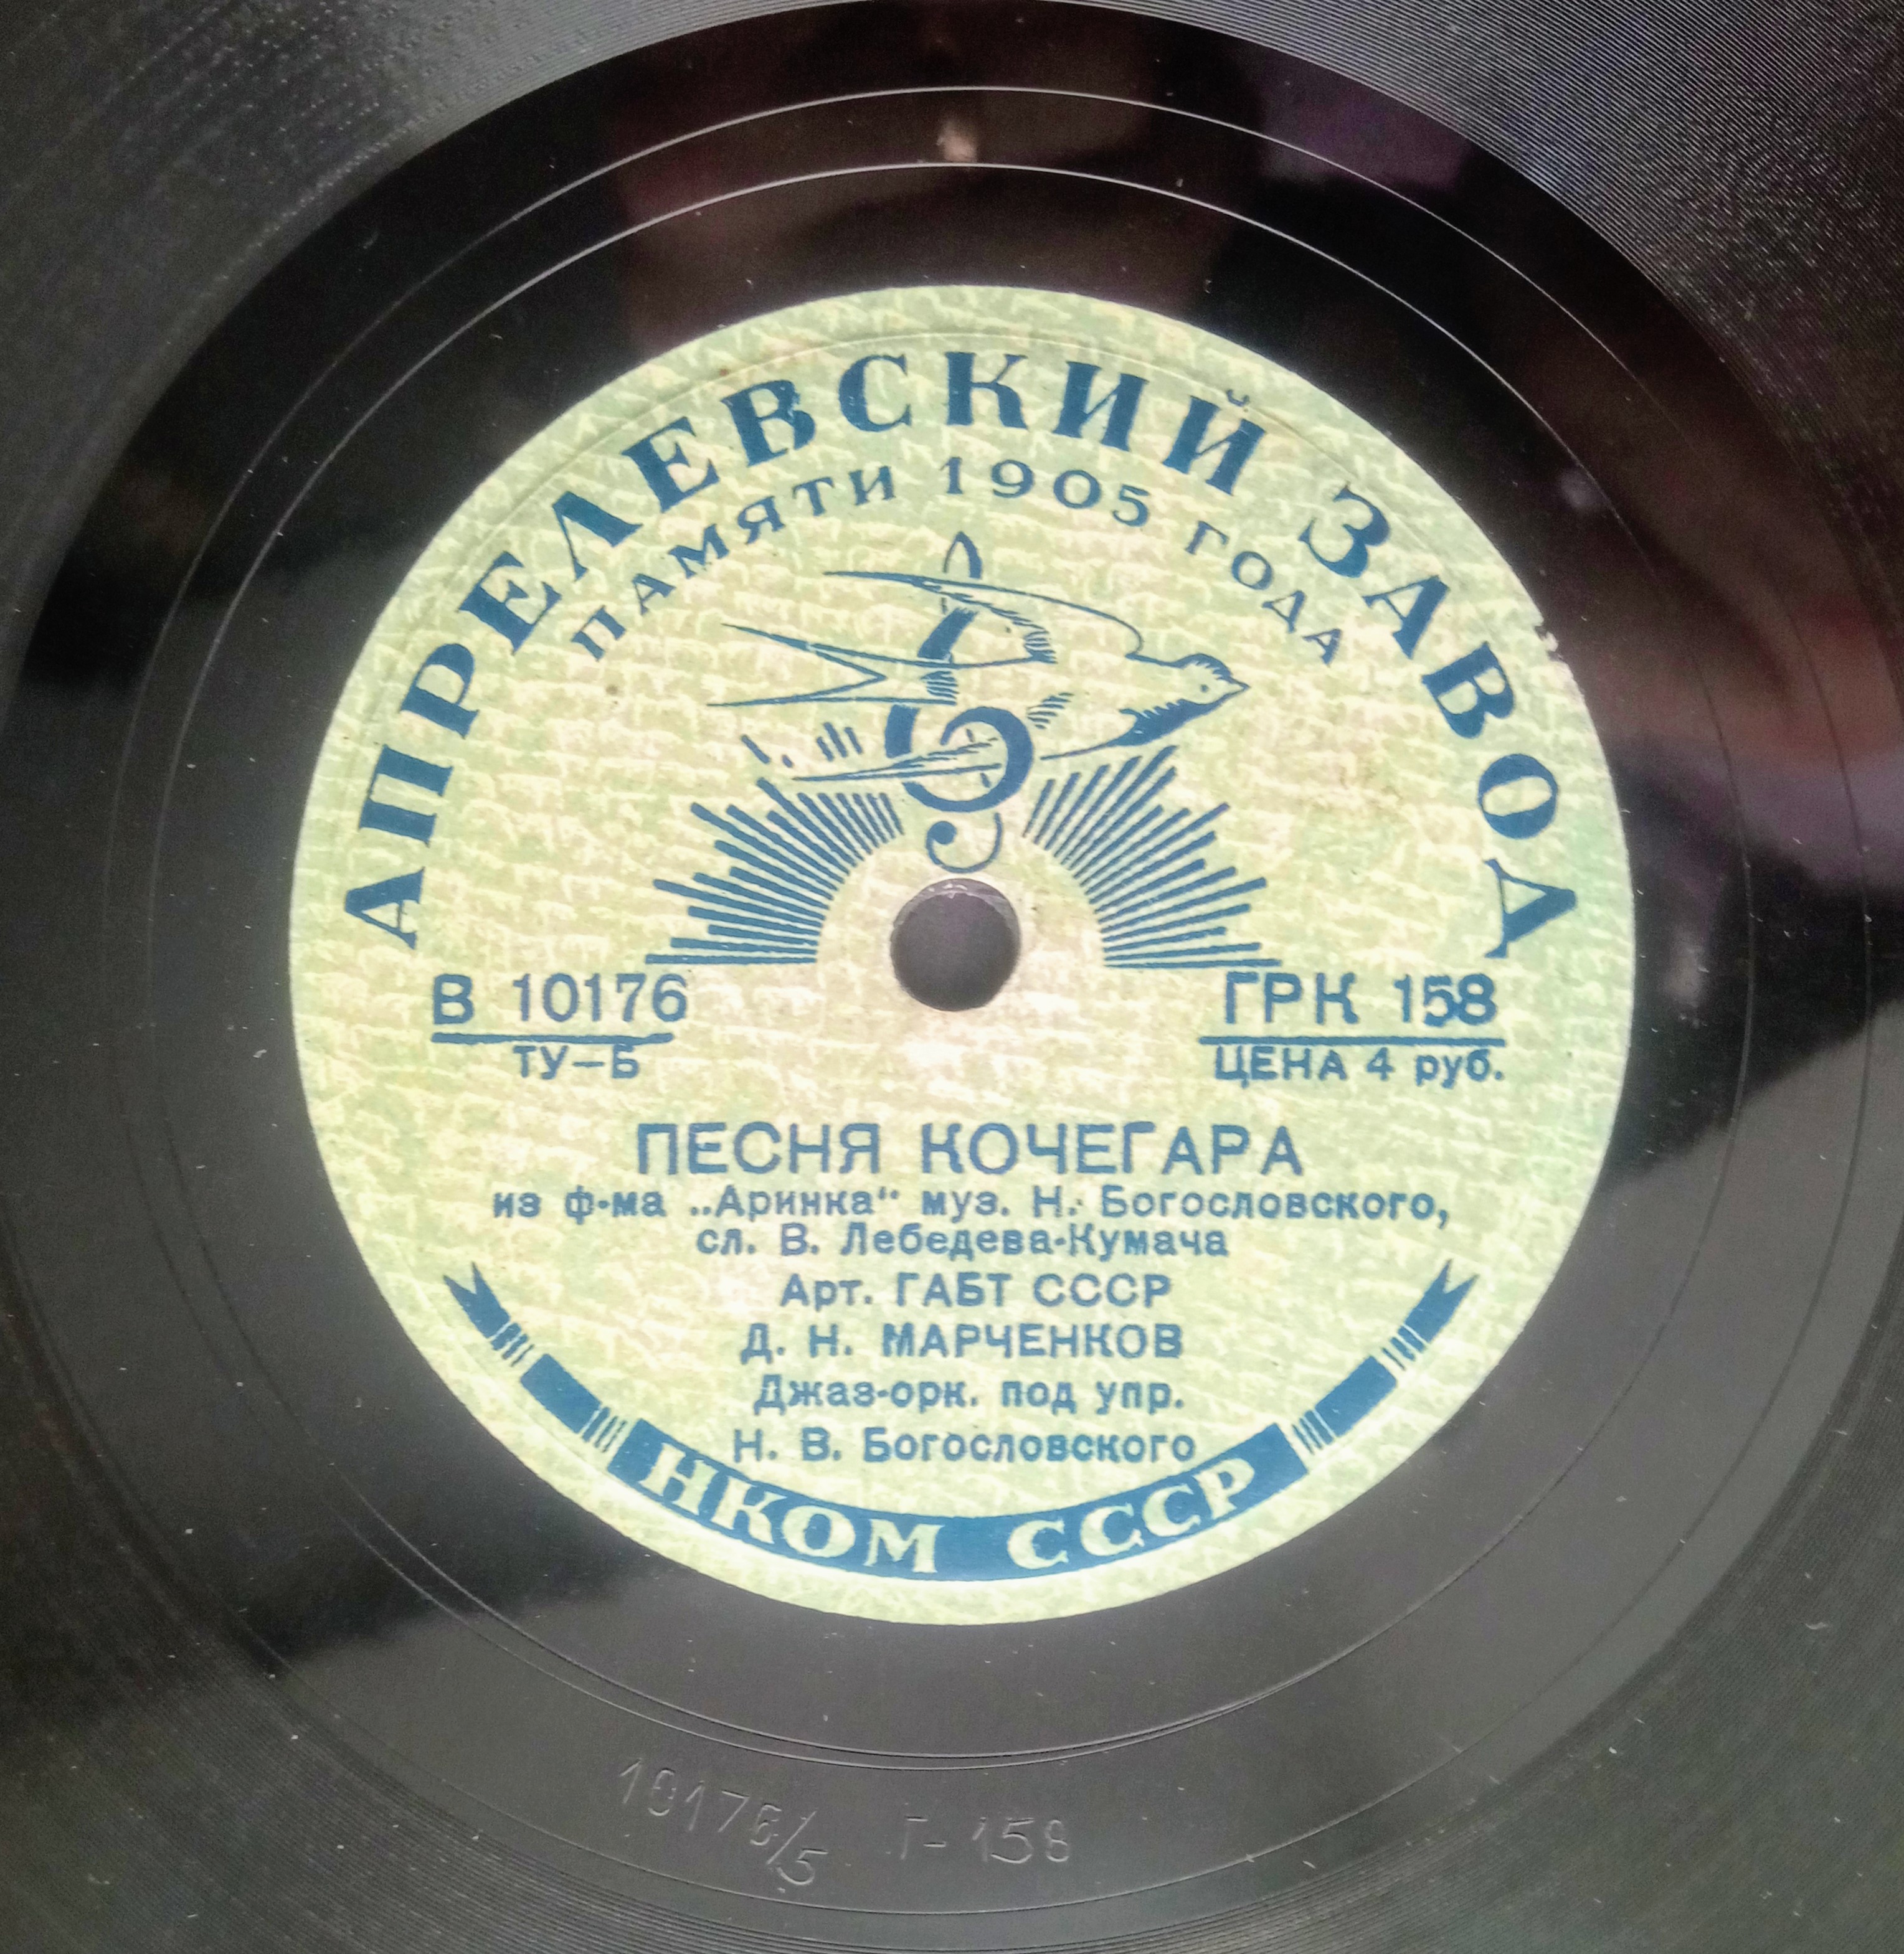 АПРЕЛЕВСКИЙ ЗАВОД
ПАМЯТИ 1905 ГОДА
В 10176
ТУ–Б
ГРК 158
ЦЕНА 4 руб.
ПЕСНЯ КОЧЕГАРА
из ф-ма „Аринка“ муз. Н. Богословского,
сл. В. Лебедева-Кумача
Арт. ГАБТ СССР
Д. Н. МАРЧЕНКОВ
Джаз-орк. под упр.
Н. В. Богословского
НКОМ СССР
10176/5 Г-158